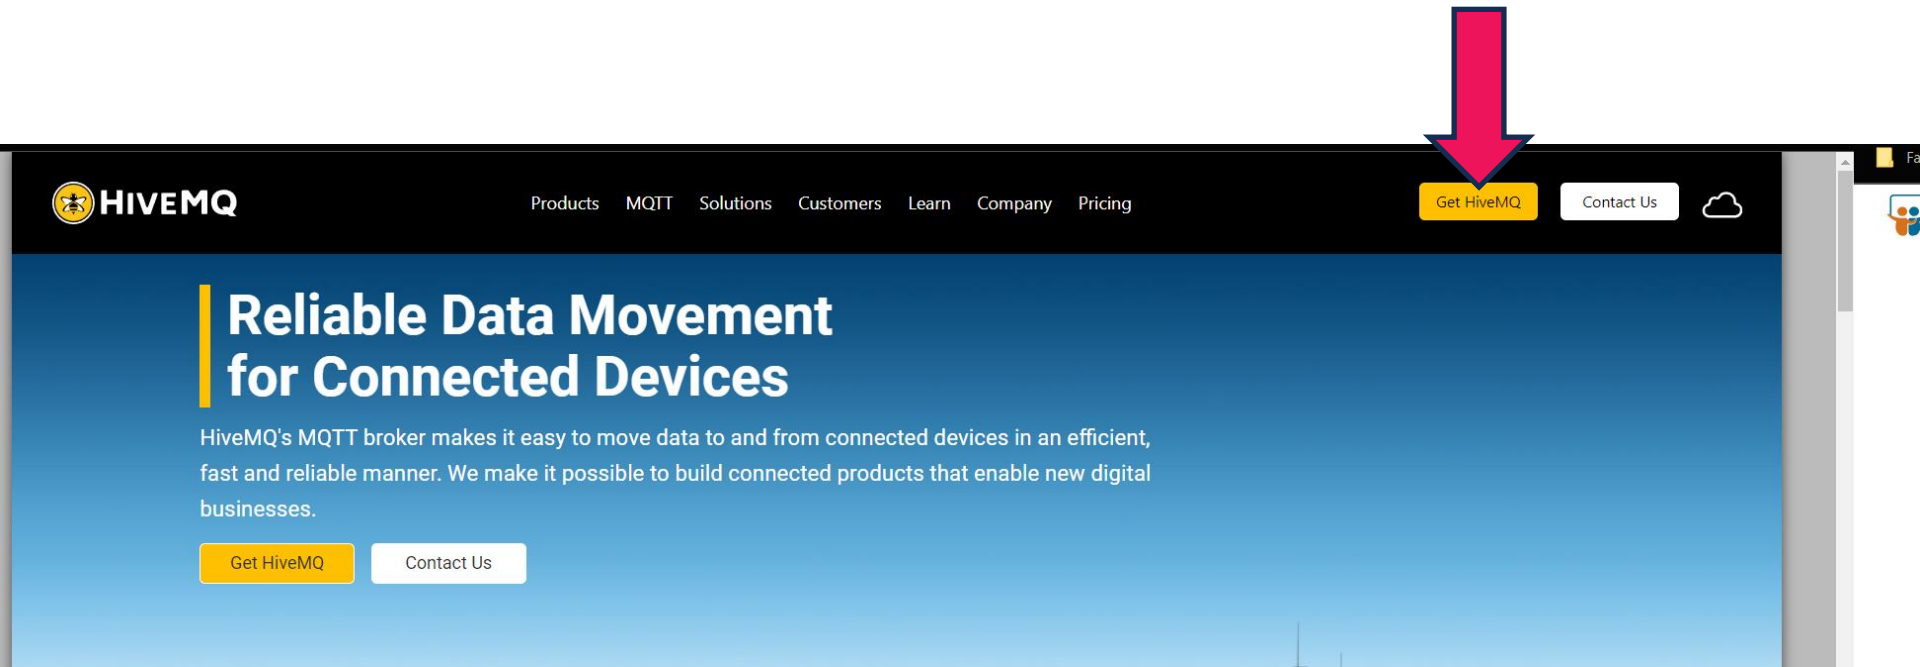 HIVEMQ
Products MQTT Solutions Customers Learn Company Pricing
Get HiveMQ Contact Us
Fa
Reliable Data Movement
for Connected Devices
HiveMQ's MQTT broker makes it easy to move data to and from connected devices in an efficient,
fast and reliable manner. We make it possible to build connected products that enable new digital
businesses.
Get HiveMQ Contact Us